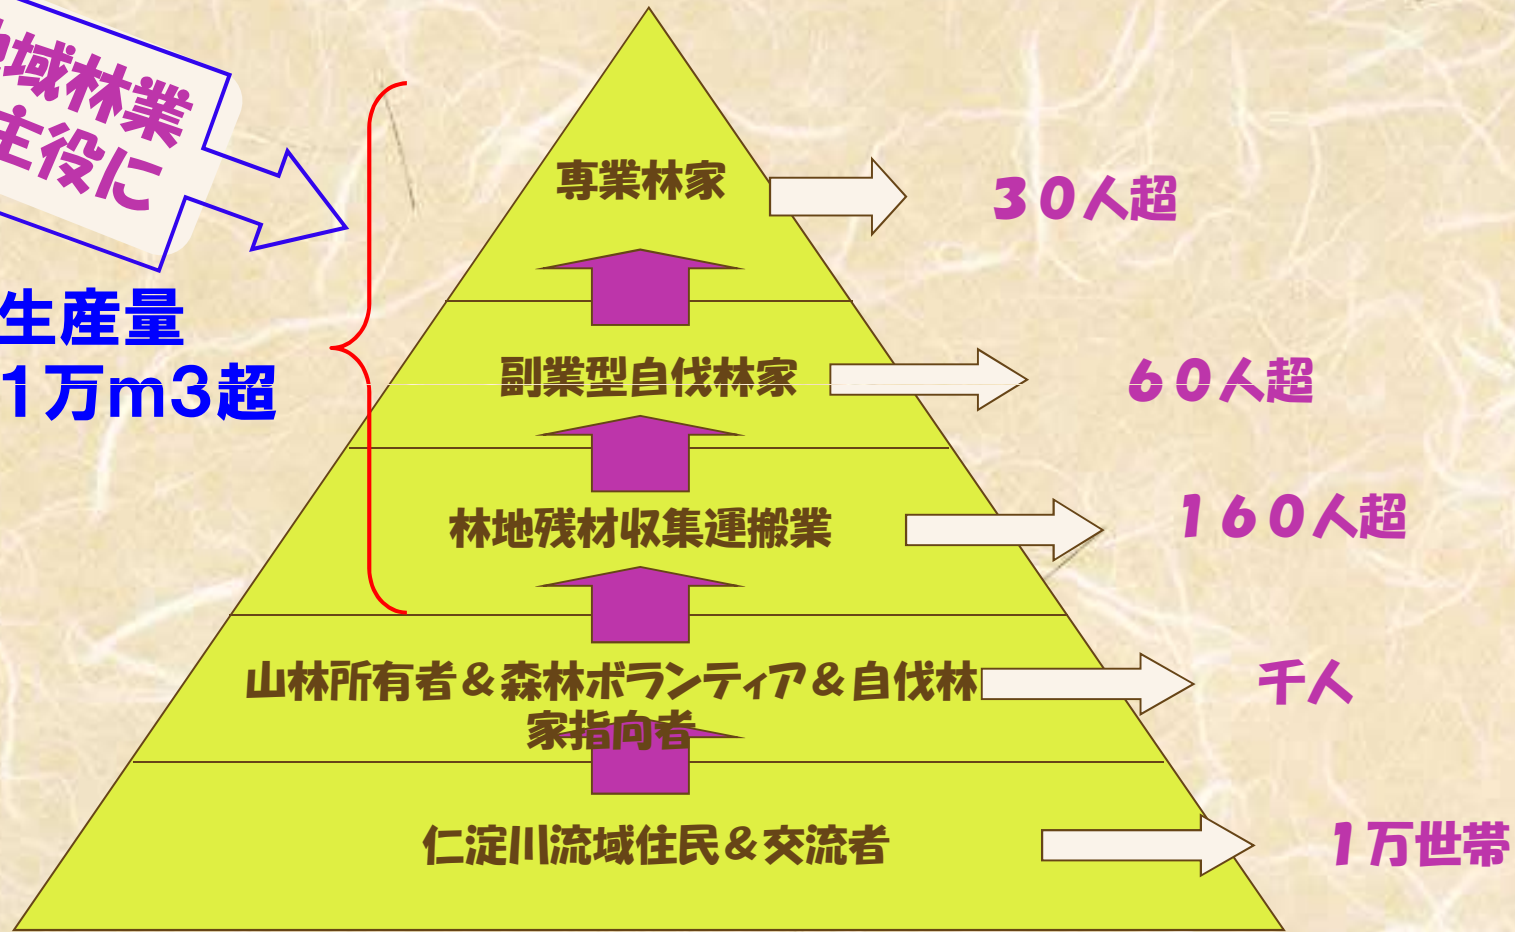 域林業
主役に
専業林家
３０人超
生産量
1万m3超
副業型自伐林家
６０人超
林地残材収集運搬業
１６０人超
山林所有者＆森林ボランティア＆自伐林
家指向者
千人
仁淀川流域住民＆交流者
１万世帯